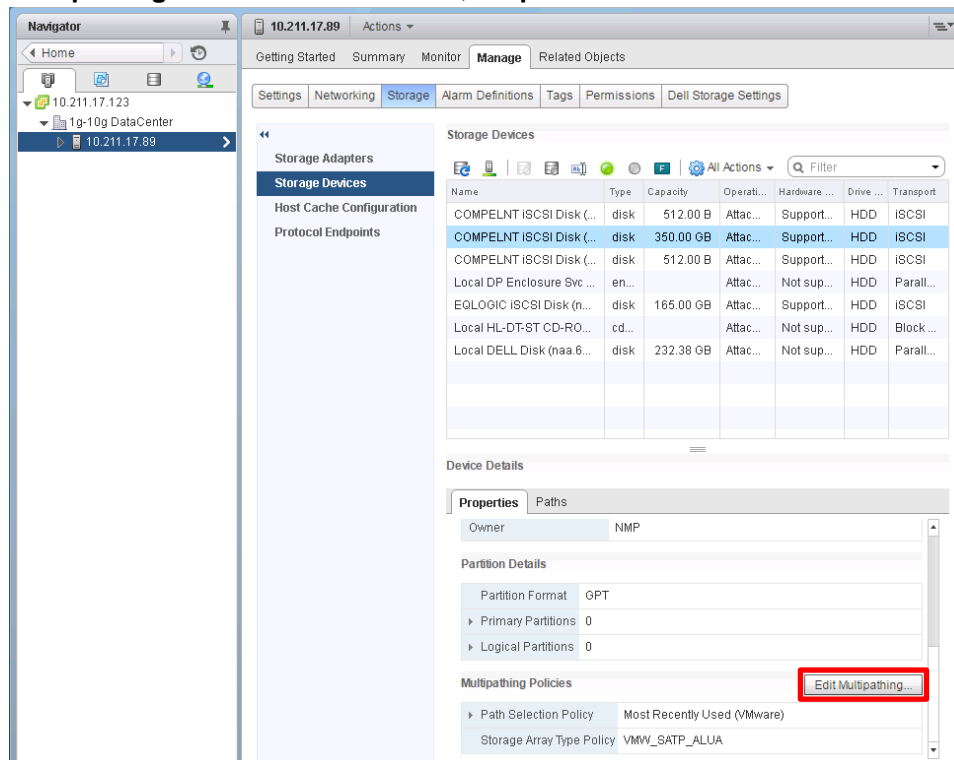 Navigator
Home
10.211.17.123
1g-10g DataCenter
10.211.17.89
10.211.17.89 Actions
Getting Started Summary Monitor Manage Related Objects
Settings Networking Storage Alarm Definitions Tags Permissions Dell Storage Settings
Storage Adapters
Storage Devices
Host Cache Configuration
Protocol Endpoints
Storage Devices
All Actions Filter
Name Type Capacity Operati... Hardware ... Drive ... Transport
COMPELNT iSCSI Disk (... disk 512.00 B Attac... Support... HDD iSCSI
COMPELNT iSCSI Disk (... disk 350.00 GB Attac... Support... HDD iSCSI
COMPELNT iSCSI Disk (... disk 512.00 B Attac... Support... HDD iSCSI
Local DP Enclosure Svc ... en... Attac... Not sup... HDD Parall...
EQLOGIC iSCSI Disk (n... disk 165.00 GB Attac... Support... HDD iSCSI
Local HL-DT-ST CD-RO... cd... Attac... Not sup... HDD Block ...
Local DELL Disk (naa.6... disk 232.38 GB Attac... Not sup... HDD Parall...
Device Details
Properties Paths
Owner NMP
Partition Details
Partition Format GPT
Primary Partitions 0
Logical Partitions 0
Multipathing Policies Edit Multipathing...
Path Selection Policy Most Recently Used (VMware)
Storage Array Type Policy VMW_SATP_ALUA